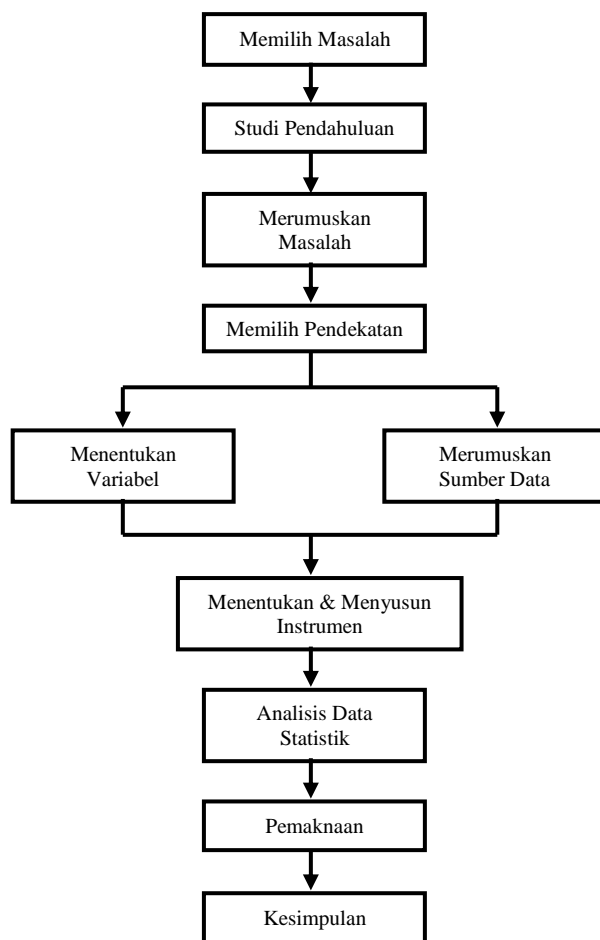 Memilih Masalah
Studi Pendahuluan
Merumuskan
Masalah
Memilih Pendekatan
Menentukan
Variabel
Merumuskan
Sumber Data
Menentukan & Menyusun
Instrumen
Analisis Data
Statistik
Pemaknaan
Kesimpulan